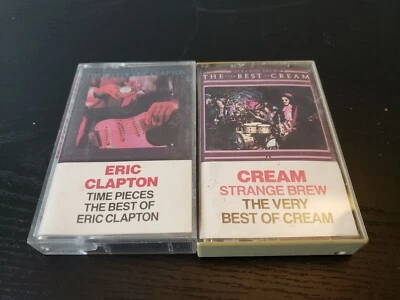 ERIC
CLAPTON
TIME PIECES
THE BEST OF
ERIC CLAPTON
THE BEST CREAM
CREAM
STRANGE BREW
THE VERY
BEST OF CREAM